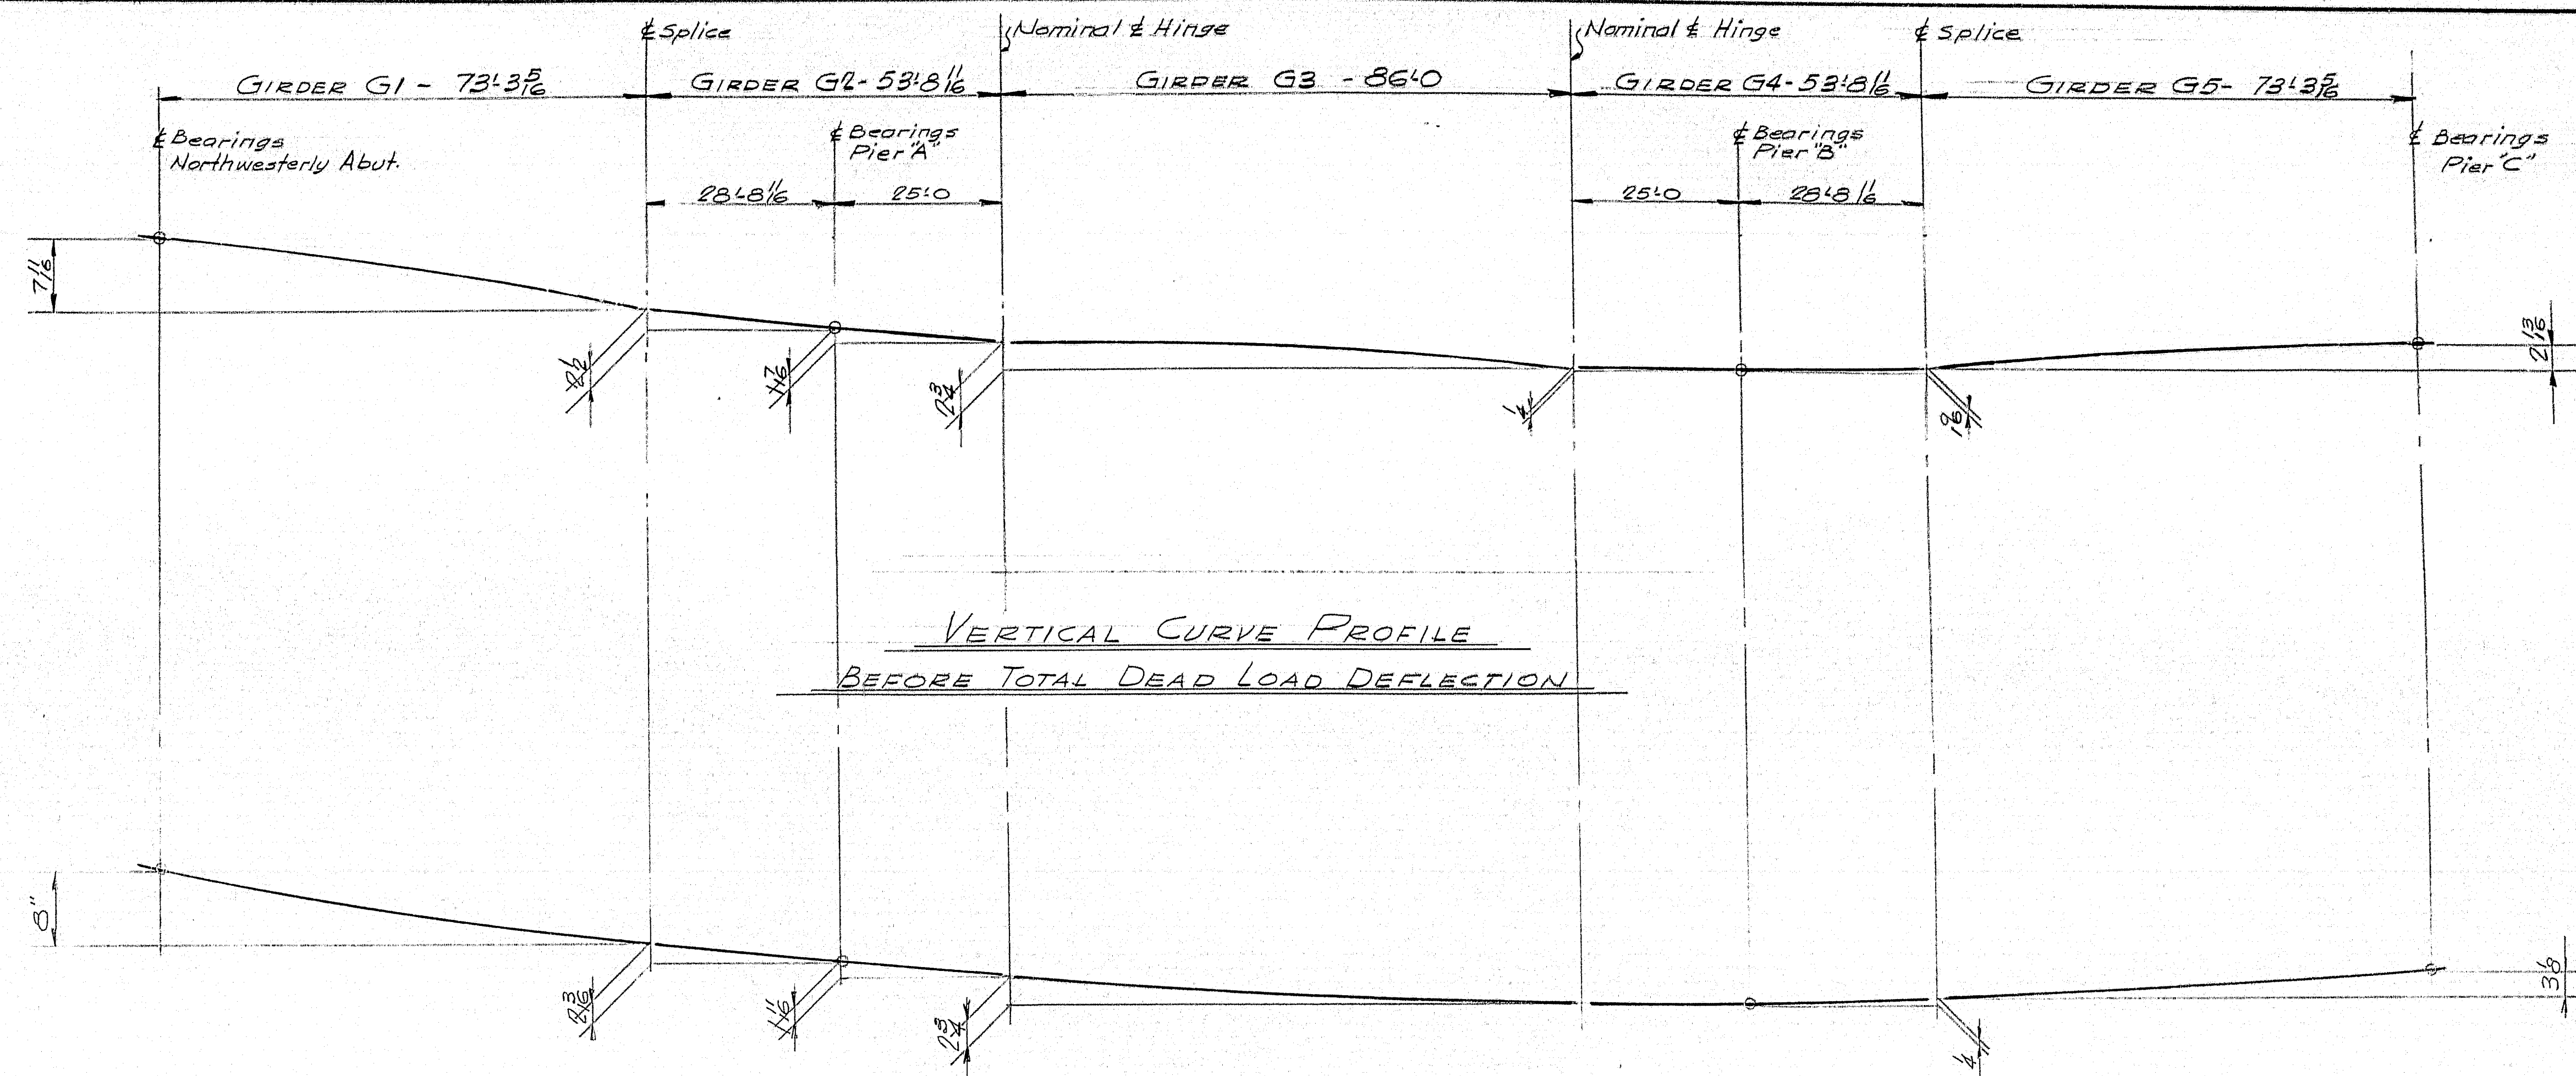 ℄ Splice
Nominal ℄ Hinge
Nominal ℄ Hinge
℄ Splice
GIRDER G1 - 73'-3 5/16
GIRDER G2 - 53'-8 11/16
GIRDER G3 - 86'-0
GIRDER G4 - 53'-8 11/16
GIRDER G5 - 73'-3 5/16
℄ Bearings
Northwesterly Abut.
℄ Bearings
Pier "A"
℄ Bearings
Pier "B"
℄ Bearings
Pier "C"
28'-8 11/16
25'-0
25'-0
28'-8 11/16
7 11/16
2 1/2
1 7/16
2 3/4
1/4
9/16
2 13/16
VERTICAL CURVE PROFILE
BEFORE TOTAL DEAD LOAD DEFLECTION
8"
2 3/16
1 11/16
2 3/4
1/4
3 1/8